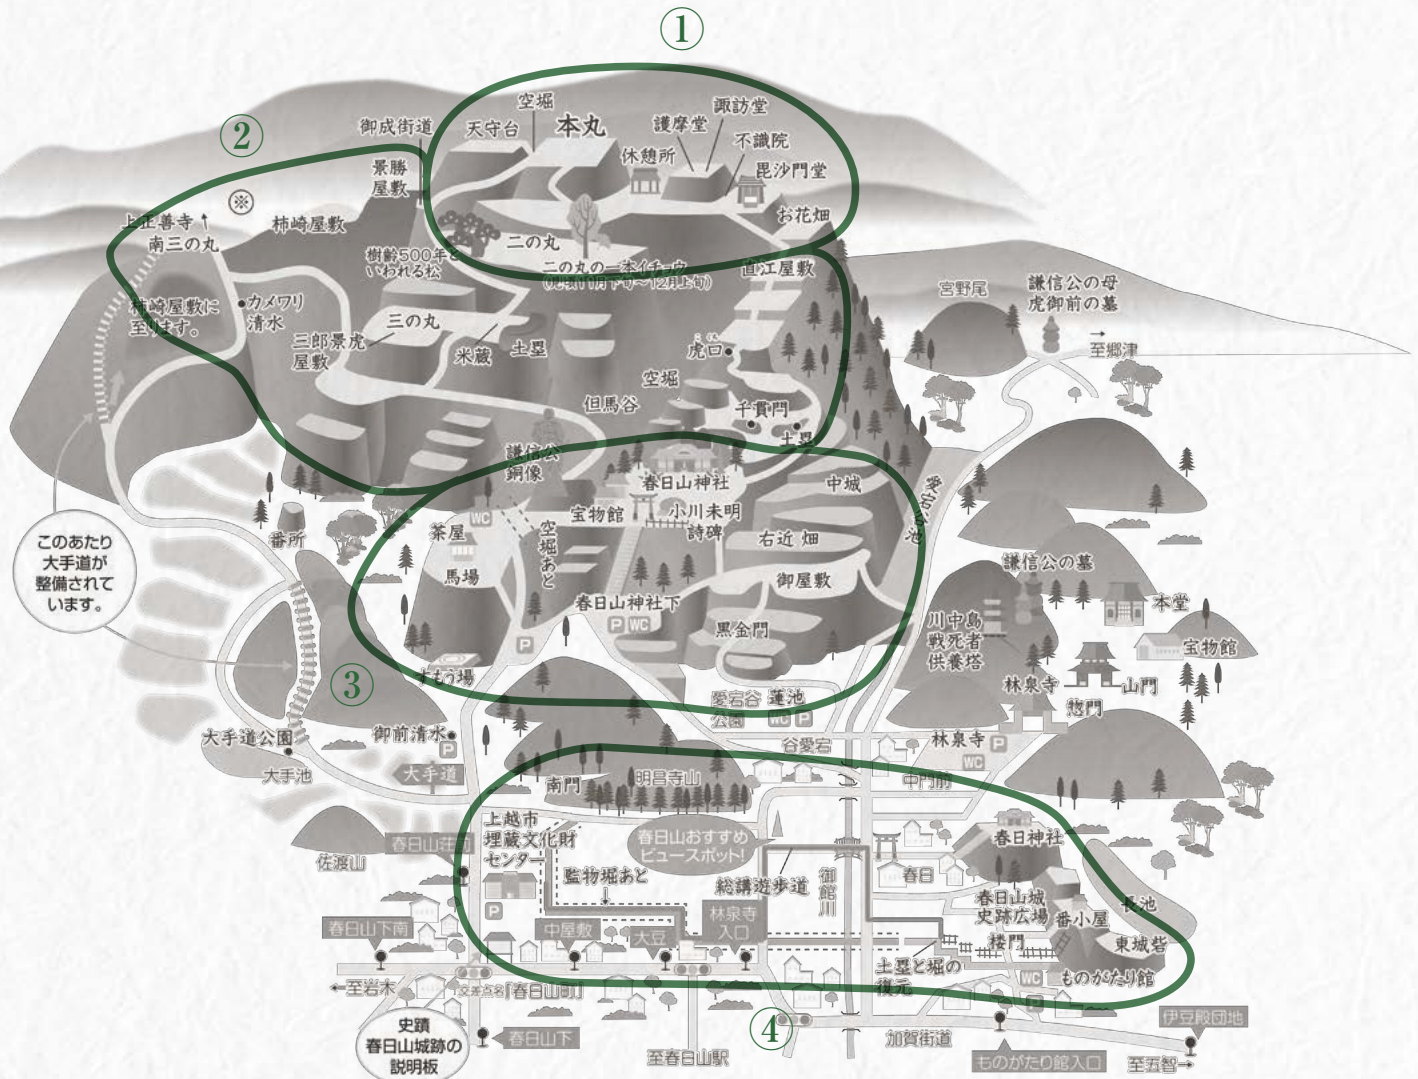 ①
空堀
諏訪堂
②
御成街道
天守台
本丸
護摩堂
不識院
休憩所
毘沙門堂
景勝
屋敷
※
お花畑
上正善寺↑
柿崎屋敷
南三の丸
樹齢500年と
いわれる松
二の丸
二の丸の一本イチョウ
直江屋敷
宮野尾
謙信公の母
虎御前の墓
→
至郷津
柿崎屋敷に
至ります。
カメワリ
清水
三の丸
三郎景虎
屋敷
米蔵
土塁
虎口
空堀
但馬谷
千貫門
土塁
謙信公
銅像
春日山神社
中城
愛宕谷池
このあたり
大手道が
整備されて
います。
番所
茶屋
WC
空堀あと
宝物館
小川未明
詩碑
右近畑
馬場
御屋敷
謙信公の墓
本堂
春日山神社下
P WC
黒金門
川中島
戦死者
供養塔
宝物館
P
③
すもう場
林泉寺
山門
惣門
愛宕谷
公園
蓮池
WC P
大手道公園
御前清水
P
谷愛宕
林泉寺
P
WC
大手池
大手道
南門
明昌寺山
中門前
上越市
埋蔵文化財
センター
春日山おすすめ
ビュースポット!
春日神社
佐渡山
春日山荘前
監物堀あと
総構遊歩道
御館川
春日
P
春日山城
史跡広場
番小屋
長池
林泉寺
入口
春日山下南
中屋敷
大豆
楼門
東城砦
土塁と堀の
復元
WC
ものがたり館
P
←至岩木
交差点名「春日山町」
史蹟
春日山城跡の
説明板
春日山下
至春日山駅
④
加賀街道
ものがたり館入口
伊豆殿団地
至五智→